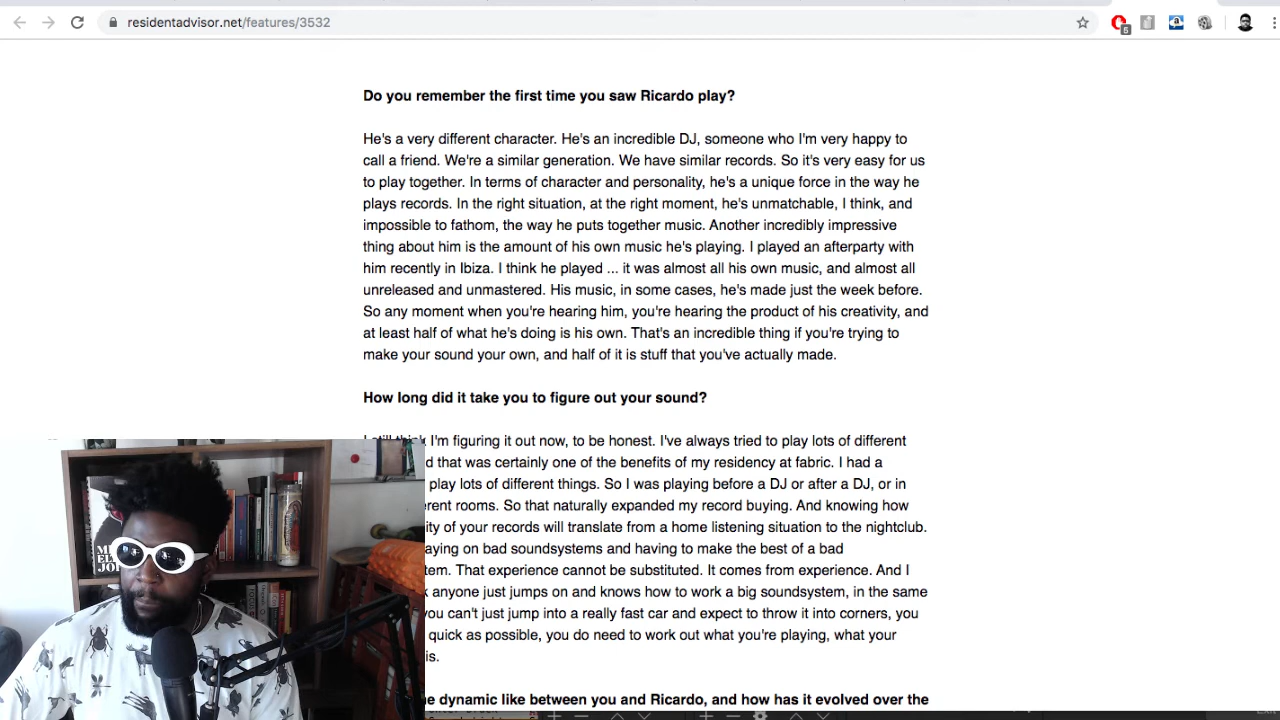 residentadvisor.net/features/3532
5
Do you remember the first time you saw Ricardo play?
He's a very different character. He's an incredible DJ, someone who I'm very happy to
call a friend. We're a similar generation. We have similar records. So it's very easy for us
to play together. In terms of character and personality, he's a unique force in the way he
plays records. In the right situation, at the right moment, he's unmatchable, I think, and
impossible to fathom, the way he puts together music. Another incredibly impressive
thing about him is the amount of his own music he's playing. I played an afterparty with
him recently in Ibiza. I think he played ... it was almost all his own music, and almost all
unreleased and unmastered. His music, in some cases, he's made just the week before.
So any moment when you're hearing him, you're hearing the product of his creativity, and
at least half of what he's doing is his own. That's an incredible thing if you're trying to
make your sound your own, and half of it is stuff that you've actually made.
How long did it take you to figure out your sound?
I still think I'm figuring it out now, to be honest. I've always tried to play lots of different
d that was certainly one of the benefits of my residency at fabric. I had a
play lots of different things. So I was playing before a DJ or after a DJ, or in
erent rooms. So that naturally expanded my record buying. And knowing how
ity of your records will translate from a home listening situation to the nightclub.
aying on bad soundsystems and having to make the best of a bad
tem. That experience cannot be substituted. It comes from experience. And I
k anyone just jumps on and knows how to work a big soundsystem, in the same
you can't just jump into a really fast car and expect to throw it into corners, you
quick as possible, you do need to work out what you're playing, what your
is.
e dynamic like between you and Ricardo, and how has it evolved over the